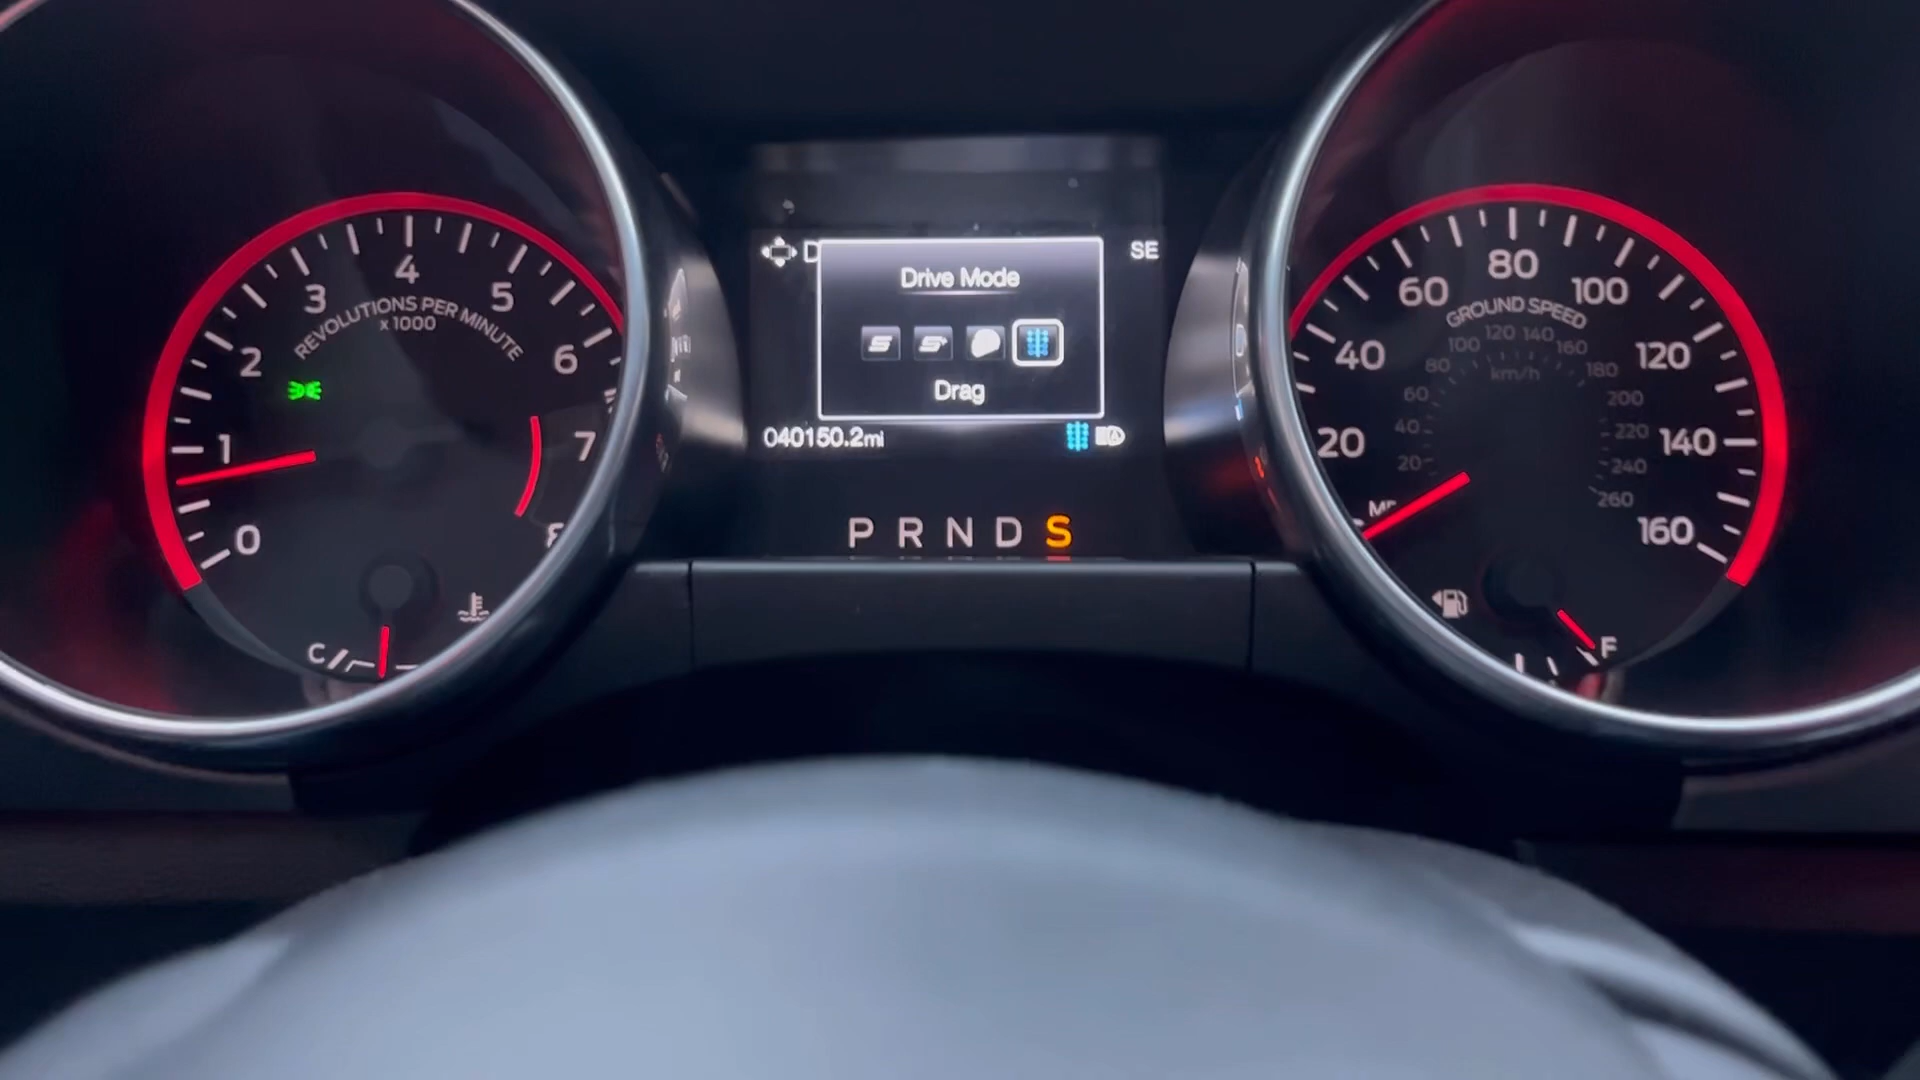 0
1
2
3
4
5
6
7
8
REVOLUTIONS PER MINUTE
x 1000
C
D
SE
Drive Mode
Drag
040150.2mi
P R N D S
20
40
60
80
100
120
140
160
GROUND SPEED
20
40
60
80
100
120
140
160
180
200
220
240
260
km/h
F